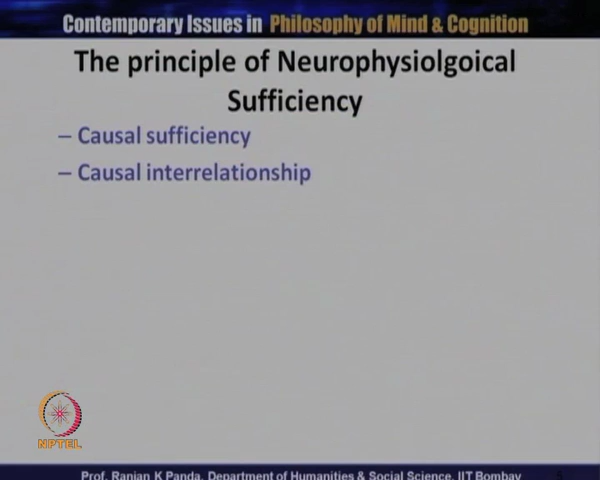 Contemporary Issues in Philosophy of Mind & Cognition
The principle of Neurophysiolgoical
Sufficiency
– Causal sufficiency
– Causal interrelationship
NPTEL
Prof. Ranjan K Panda, Department of Humanities & Social Science, IIT Bombay